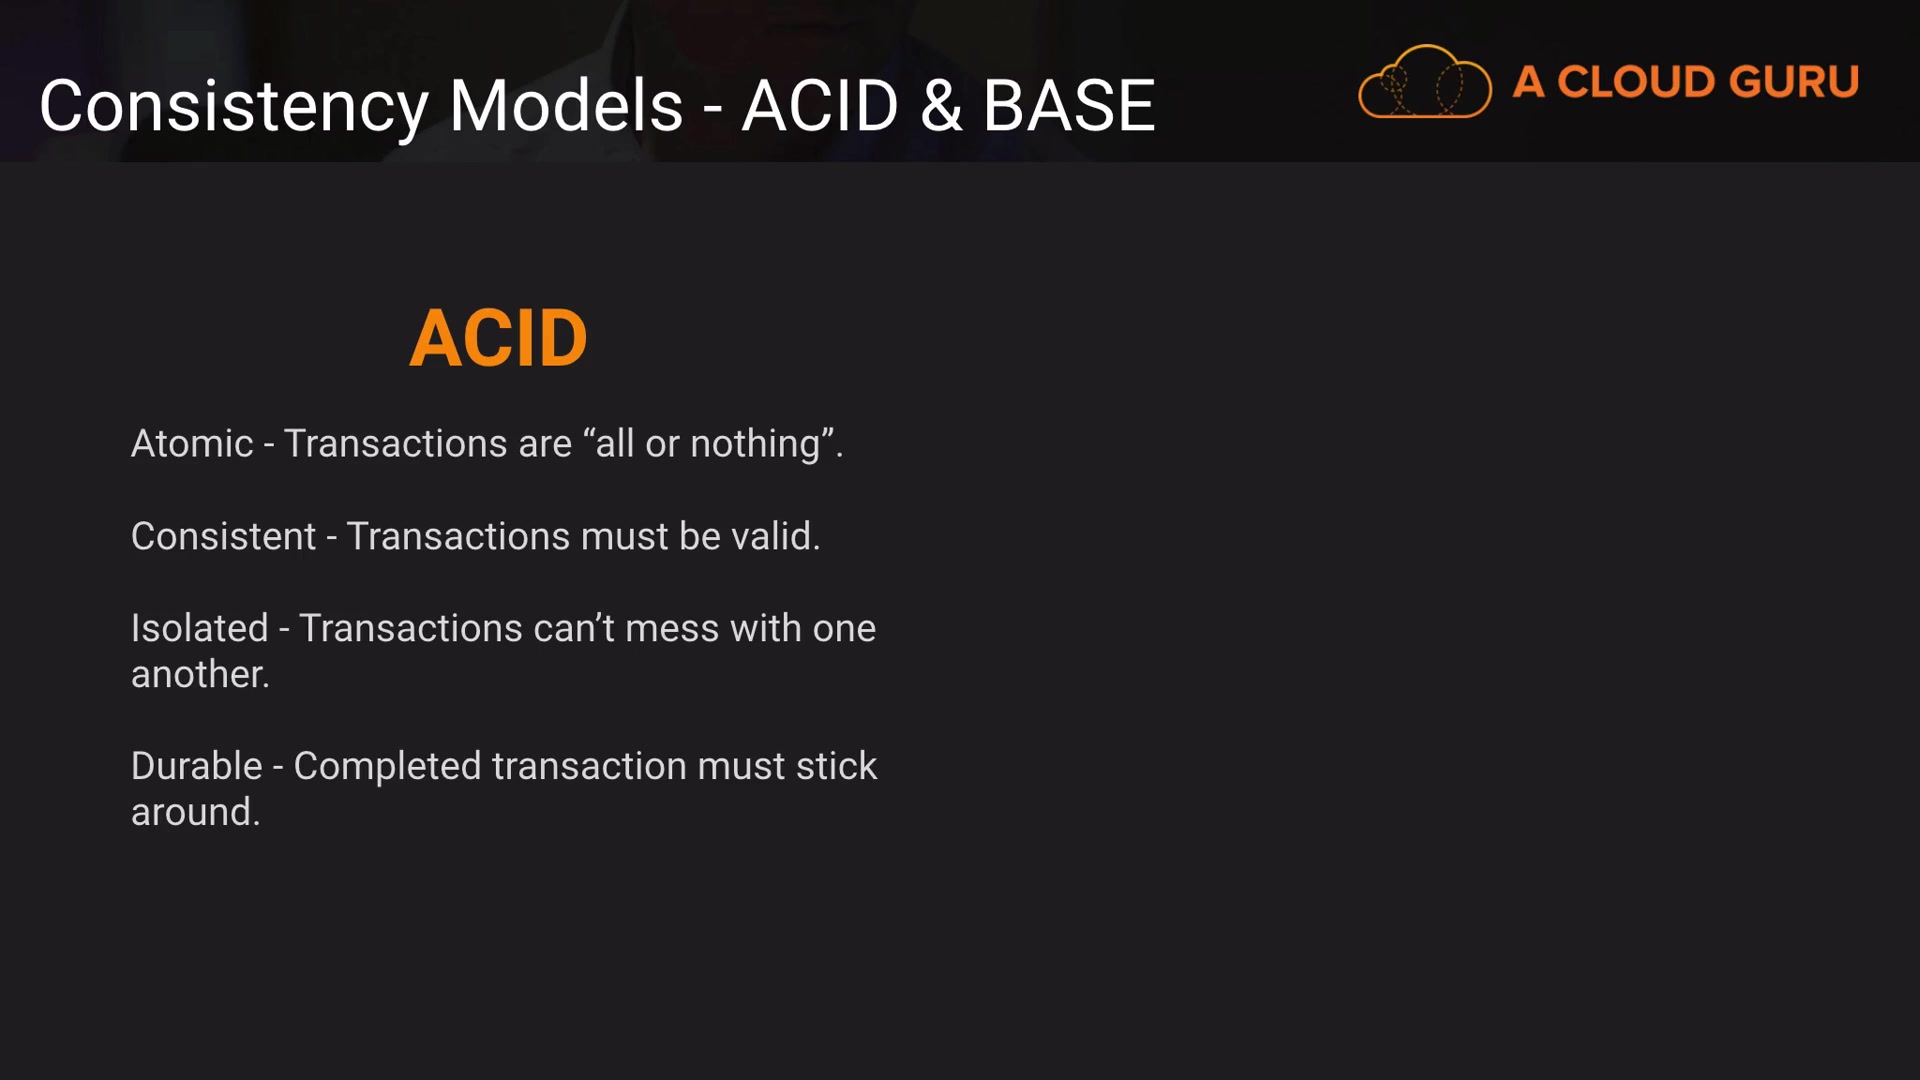 Consistency Models - ACID & BASE
A CLOUD GURU
ACID
Atomic - Transactions are “all or nothing”.
Consistent - Transactions must be valid.
Isolated - Transactions can’t mess with one
another.
Durable - Completed transaction must stick
around.